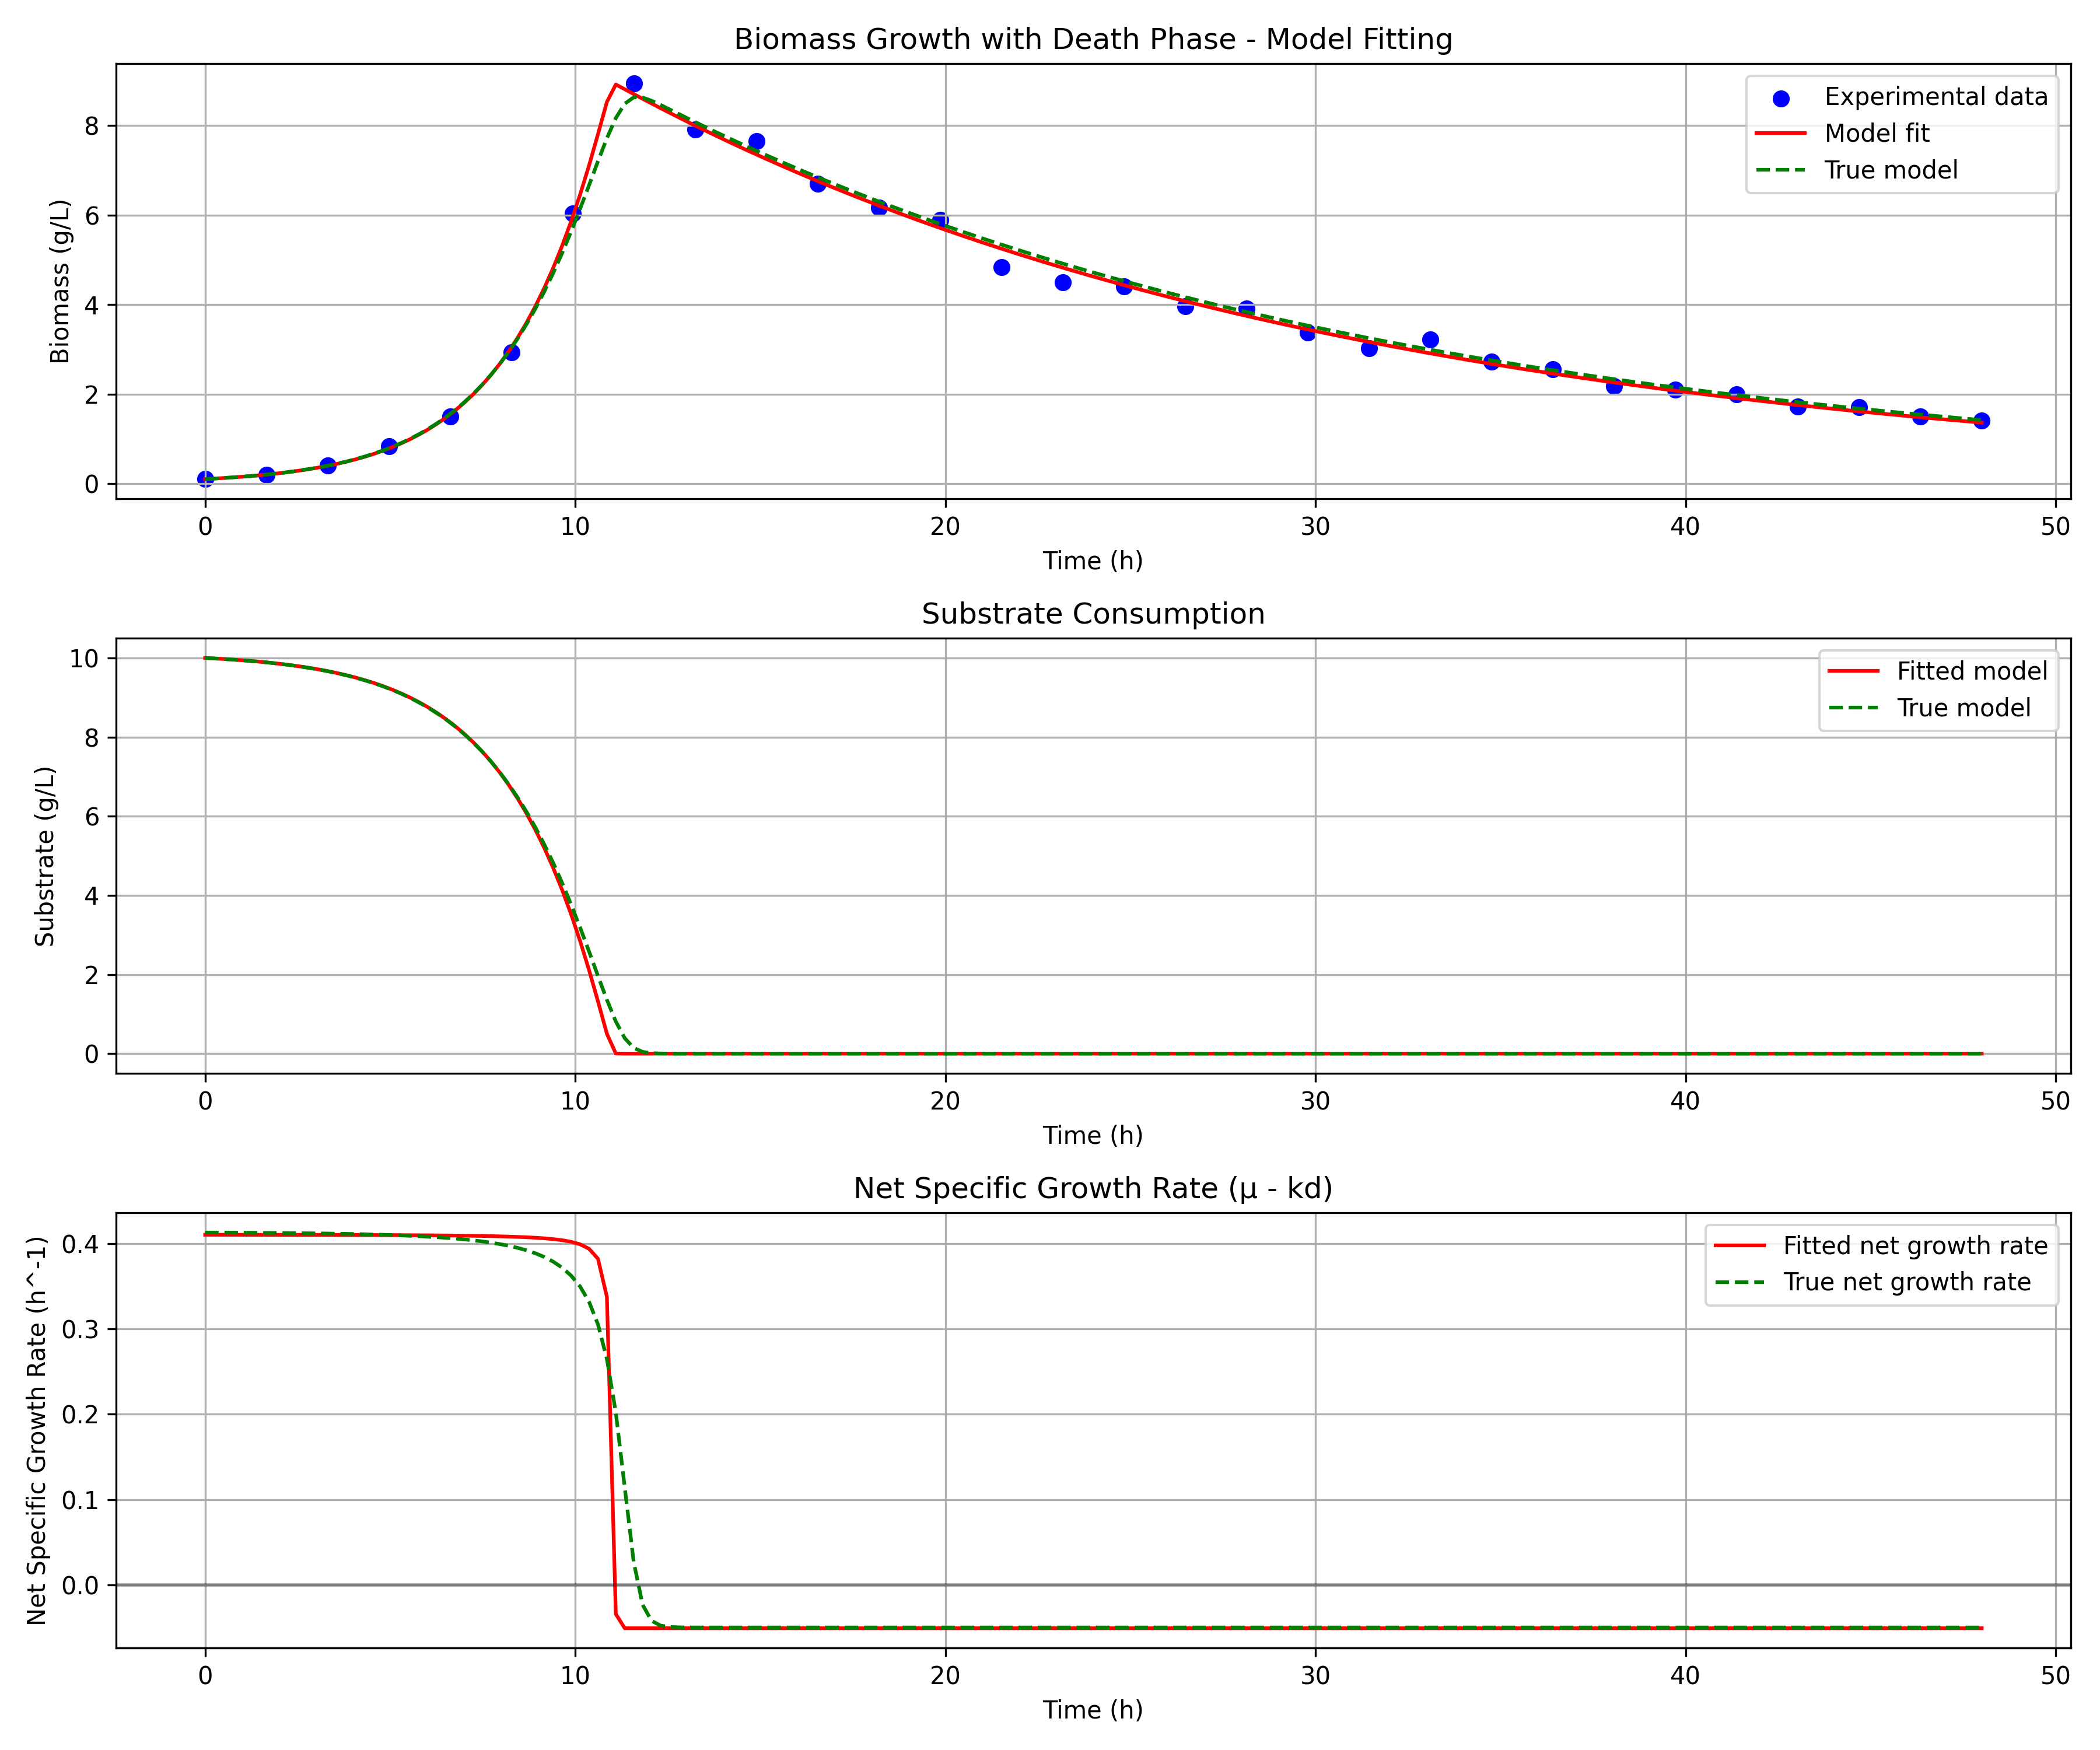 Biomass Growth with Death Phase - Model Fitting
Biomass (g/L)
8
6
4
2
0
Experimental data
Model fit
True model
0 10 20 30 40 50
Time (h)
Substrate Consumption
Substrate (g/L)
10
8
6
4
2
0
Fitted model
True model
0 10 20 30 40 50
Time (h)
Net Specific Growth Rate (μ - kd)
Net Specific Growth Rate (h^-1)
0.4
0.3
0.2
0.1
0.0
Fitted net growth rate
True net growth rate
0 10 20 30 40 50
Time (h)